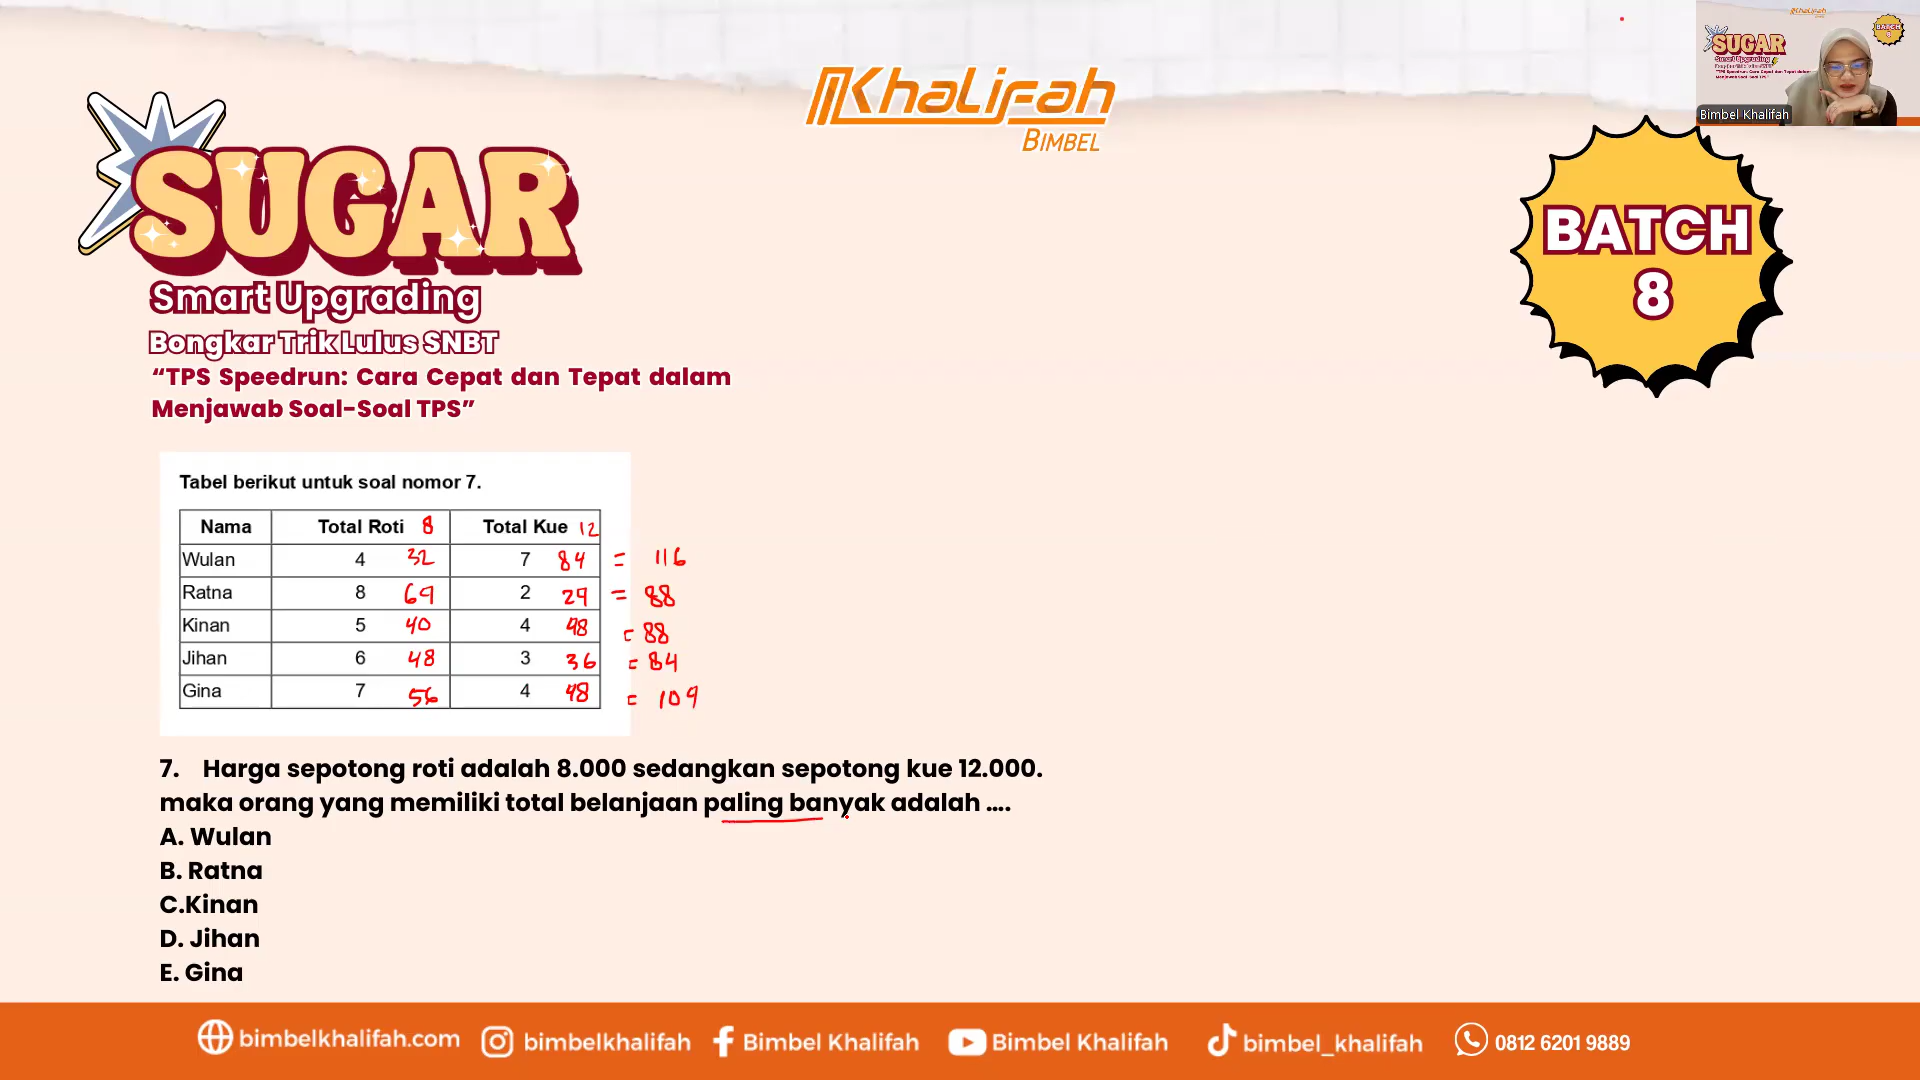 SUGAR
Smart Upgrading
Bongkar Trik Lulus SNBT
"TPS Speedrun: Cara Cepat dan Tepat dalam
Menjawab Soal-Soal TPS"
Khalifah
BIMBEL
BATCH
8
Bimbel Khalifah
Tabel berikut untuk soal nomor 7.
Nama Total Roti 8 Total Kue 12
Wulan 4 32 7 84 = 116
Ratna 8 64 2 24 = 88
Kinan 5 40 4 48 = 88
Jihan 6 48 3 36 = 84
Gina 7 56 4 48 = 104
7. Harga sepotong roti adalah 8.000 sedangkan sepotong kue 12.000.
maka orang yang memiliki total belanjaan paling banyak adalah ....
A. Wulan
B. Ratna
C.Kinan
D. Jihan
E. Gina
bimbelkhalifah.com bimbelkhalifah Bimbel Khalifah Bimbel Khalifah bimbel_khalifah 0812 6201 9889